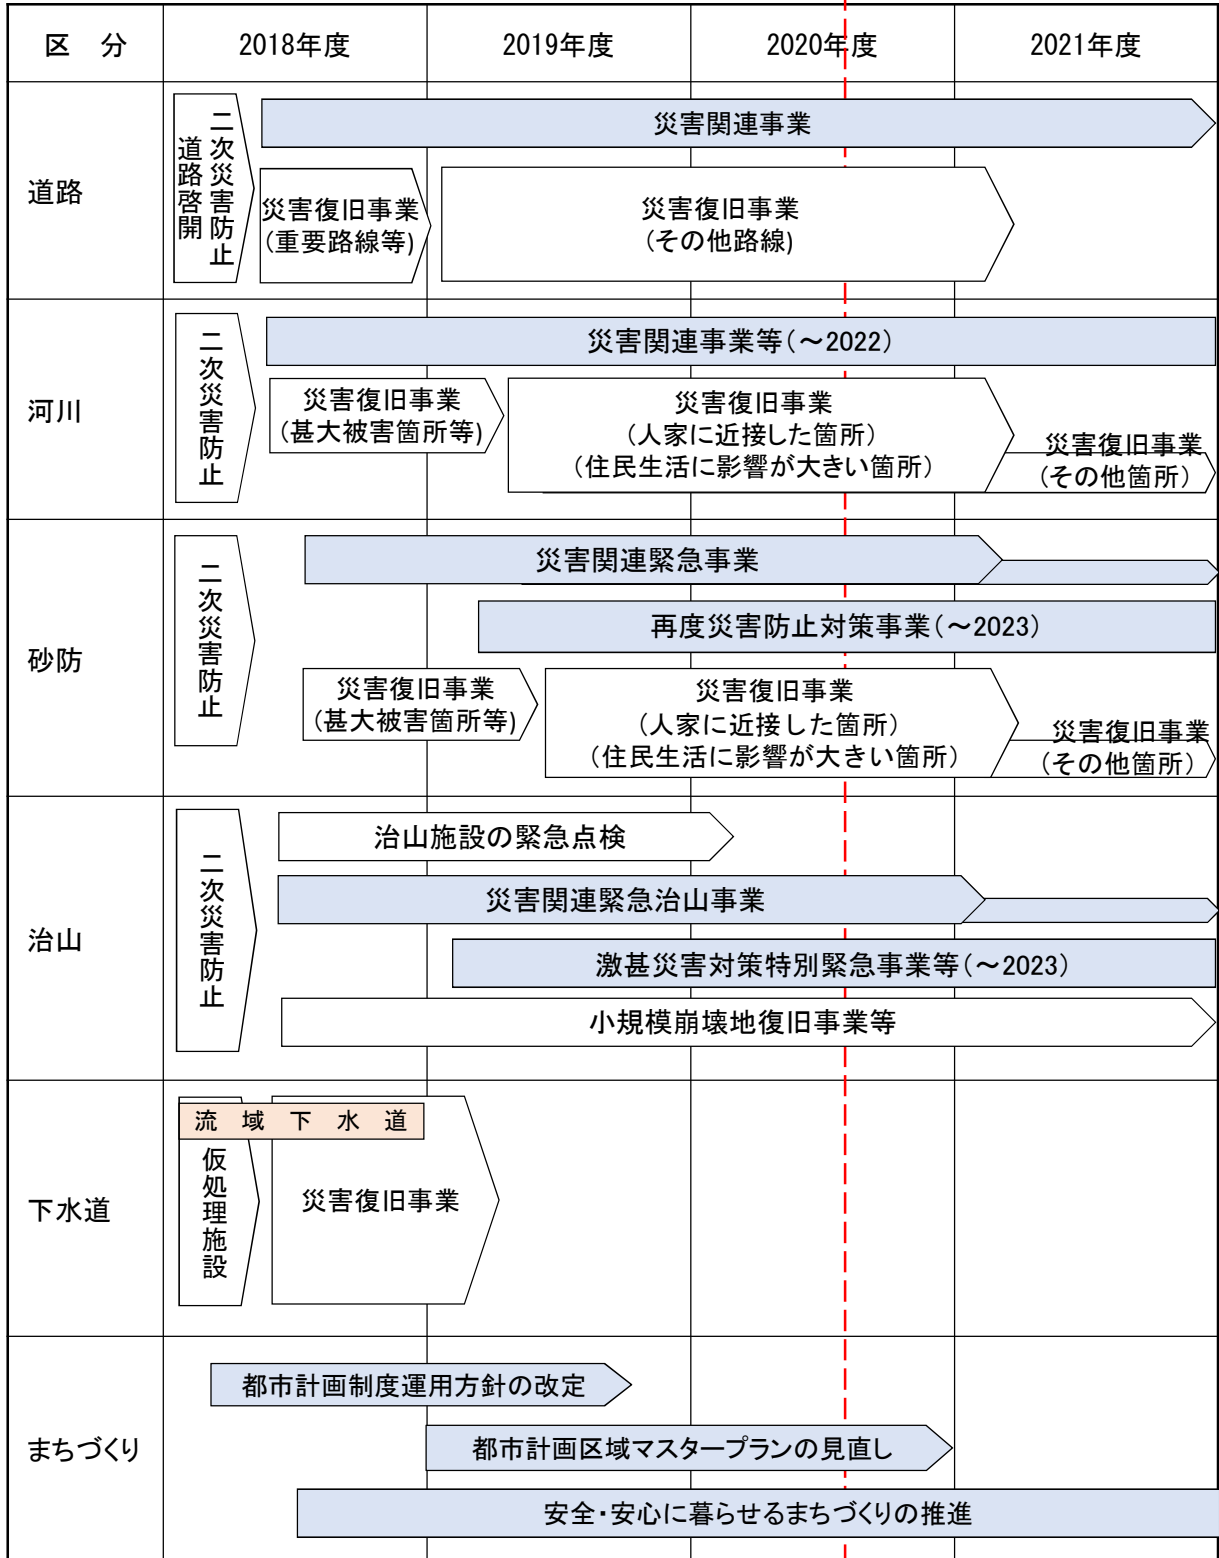 区　分
2018年度
2019年度
2020年度
2021年度
道路
二次災害防止
道路啓開
災害関連事業
災害復旧事業
(重要路線等)
災害復旧事業
(その他路線)
河川
二次災害防止
災害関連事業等(～2022)
災害復旧事業
(甚大被害箇所等)
災害復旧事業
(人家に近接した箇所)
(住民生活に影響が大きい箇所)
災害復旧事業
(その他箇所)
砂防
二次災害防止
災害関連緊急事業
再度災害防止対策事業(～2023)
災害復旧事業
(甚大被害箇所等)
災害復旧事業
(人家に近接した箇所)
(住民生活に影響が大きい箇所)
災害復旧事業
(その他箇所)
治山
二次災害防止
治山施設の緊急点検
災害関連緊急治山事業
激甚災害対策特別緊急事業等(～2023)
小規模崩壊地復旧事業等
下水道
流域下水道
仮処理施設
災害復旧事業
まちづくり
都市計画制度運用方針の改定
都市計画区域マスタープランの見直し
安全・安心に暮らせるまちづくりの推進